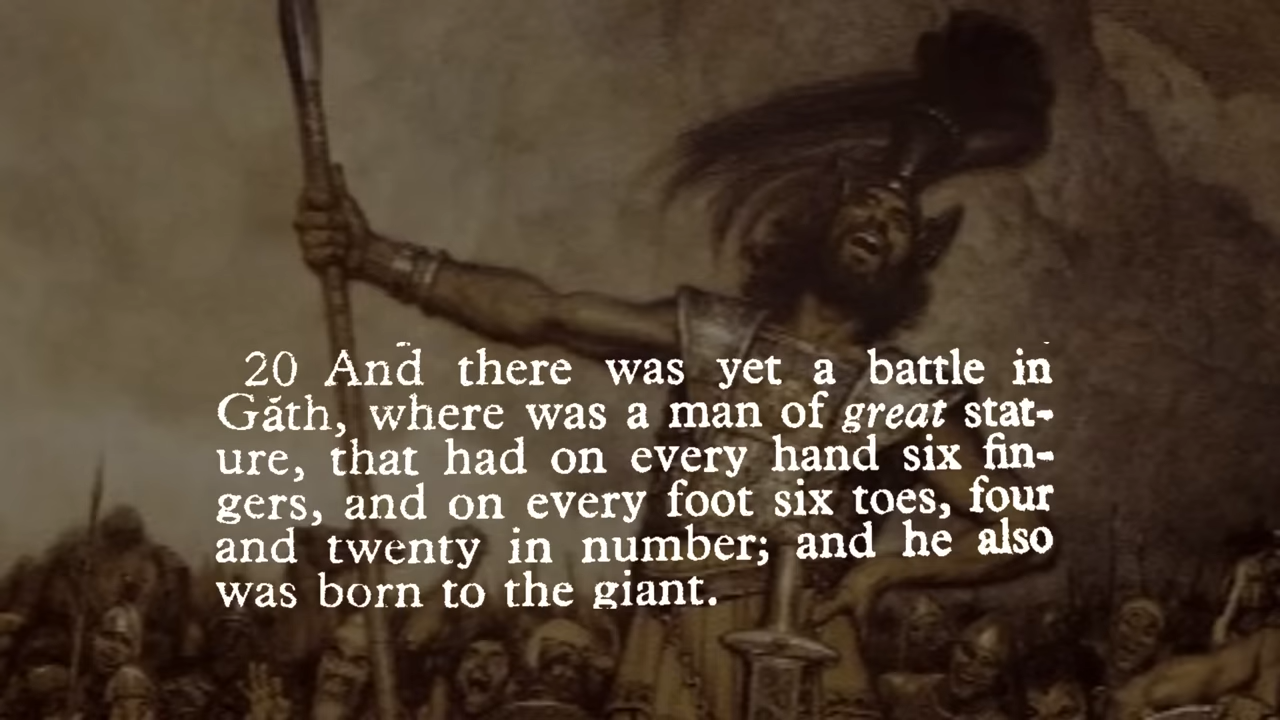 20 And there was yet a battle in
Găth, where was a man of great stat-
ure, that had on every hand six fin-
gers, and on every foot six toes, four
and twenty in number; and he also
was born to the giant.